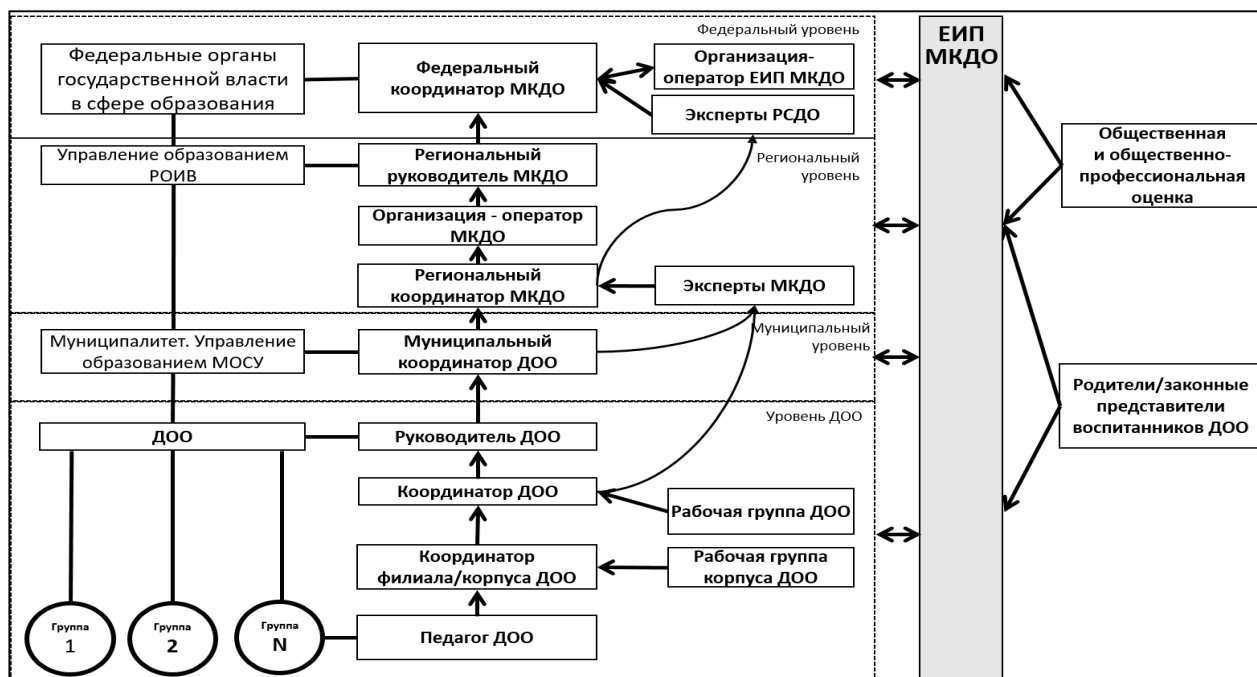 Федеральный уровень
ЕИП
МКДО
Федеральные органы
государственной власти
в сфере образования
Федеральный
координатор МКДО
Организация-
оператор ЕИП МКДО
Эксперты РСДО
Общественная
и общественно-
профессиональная
оценка
Управление образованием
РОИВ
Региональный
руководитель МКДО
Региональный
уровень
Организация - оператор
МКДО
Региональный
координатор МКДО
Эксперты МКДО
Муниципалитет. Управление
образованием МОСУ
Муниципальный
координатор ДОО
Муниципальный
уровень
Родители/законные
представители
воспитанников ДОО
Уровень ДОО
ДОО
Руководитель ДОО
Координатор ДОО
Рабочая группа ДОО
Координатор
филиала/корпуса ДОО
Рабочая группа
корпуса ДОО
Группа
1
Группа
2
Группа
N
Педагог ДОО